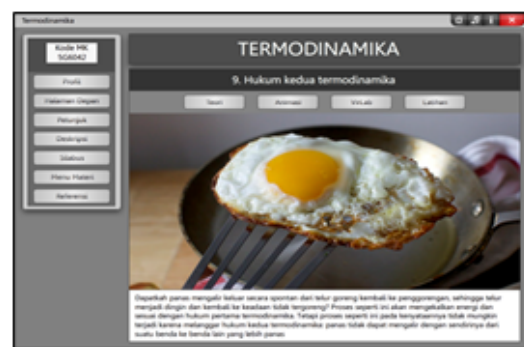 Termodinamika
Kode MK
TERMODINAMIKA
9. Hukum kedua termodinamika
Profil
Teori
Animasi
Virlab
Latihan
Halaman Depan
Petunjuk
Deskripsi
Silabus
Menu Materi
Referensi
Dapatkah panas mengalir keluar secara spontan dari telur goreng kembali ke penggorengan, sehingga telur
menjadi dingin dan kembali ke keadaan tidak tergoreng? Proses seperti ini akan mengekalkan energi dan
sesuai dengan hukum pertama termodinamika. Tetapi proses seperti ini pada kenyataannya tidak mungkin
terjadi karena melanggar hukum kedua termodinamika: panas tidak dapat mengalir dengan sendirinya dari
suatu benda ke benda lain yang lebih panas